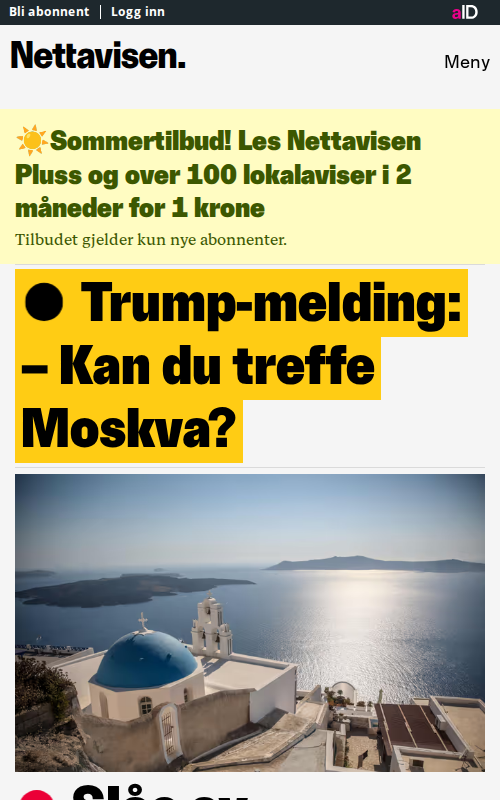 Bli abonnent | Logg inn
aID
Nettavisen.
Meny
☀️Sommertilbud! Les Nettavisen
Pluss og over 100 lokalaviser i 2
måneder for 1 krone
Tilbudet gjelder kun nye abonnenter.
Trump-melding:
– Kan du treffe
Moskva?